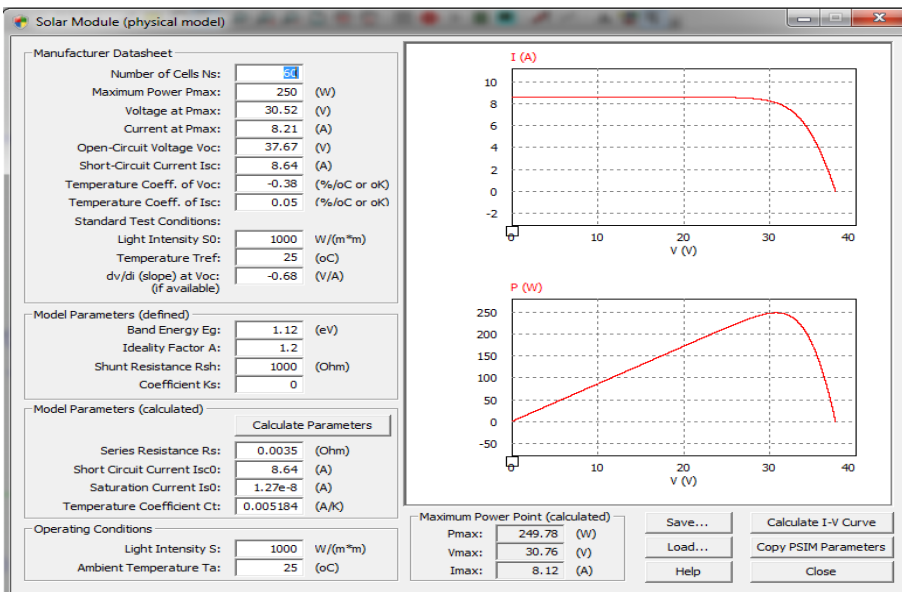 Solar Module (physical model)
Manufacturer Datasheet
Number of Cells Ns: 60
Maximum Power Pmax: 250 (W)
Voltage at Pmax: 30.52 (V)
Current at Pmax: 8.21 (A)
Open-Circuit Voltage Voc: 37.67 (V)
Short-Circuit Current Isc: 8.64 (A)
Temperature Coeff. of Voc: -0.38 (%/oC or oK)
Temperature Coeff. of Isc: 0.05 (%/oC or oK)
Standard Test Conditions:
Light Intensity S0: 1000 W/(m*m)
Temperature Tref: 25 (oC)
dv/di (slope) at Voc: -0.68 (V/A)
(if available)
Model Parameters (defined)
Band Energy Eg: 1.12 (eV)
Ideality Factor A: 1.2
Shunt Resistance Rsh: 1000 (Ohm)
Coefficient Ks: 0
Model Parameters (calculated)
Calculate Parameters
Series Resistance Rs: 0.0035 (Ohm)
Short Circuit Current Isc0: 8.64 (A)
Saturation Current Is0: 1.27e-8 (A)
Temperature Coefficient Ct: 0.005184 (A/K)
Operating Conditions
Light Intensity S: 1000 W/(m*m)
Ambient Temperature Ta: 25 (oC)
I (A)
10
8
6
4
2
0
-2
0 10 20 30 40
V (V)
P (W)
250
200
150
100
50
0
-50
0 10 20 30 40
V (V)
Maximum Power Point (calculated)
Pmax: 249.78 (W)
Vmax: 30.76 (V)
Imax: 8.12 (A)
Save... Calculate I-V Curve
Load... Copy PSIM Parameters
Help Close